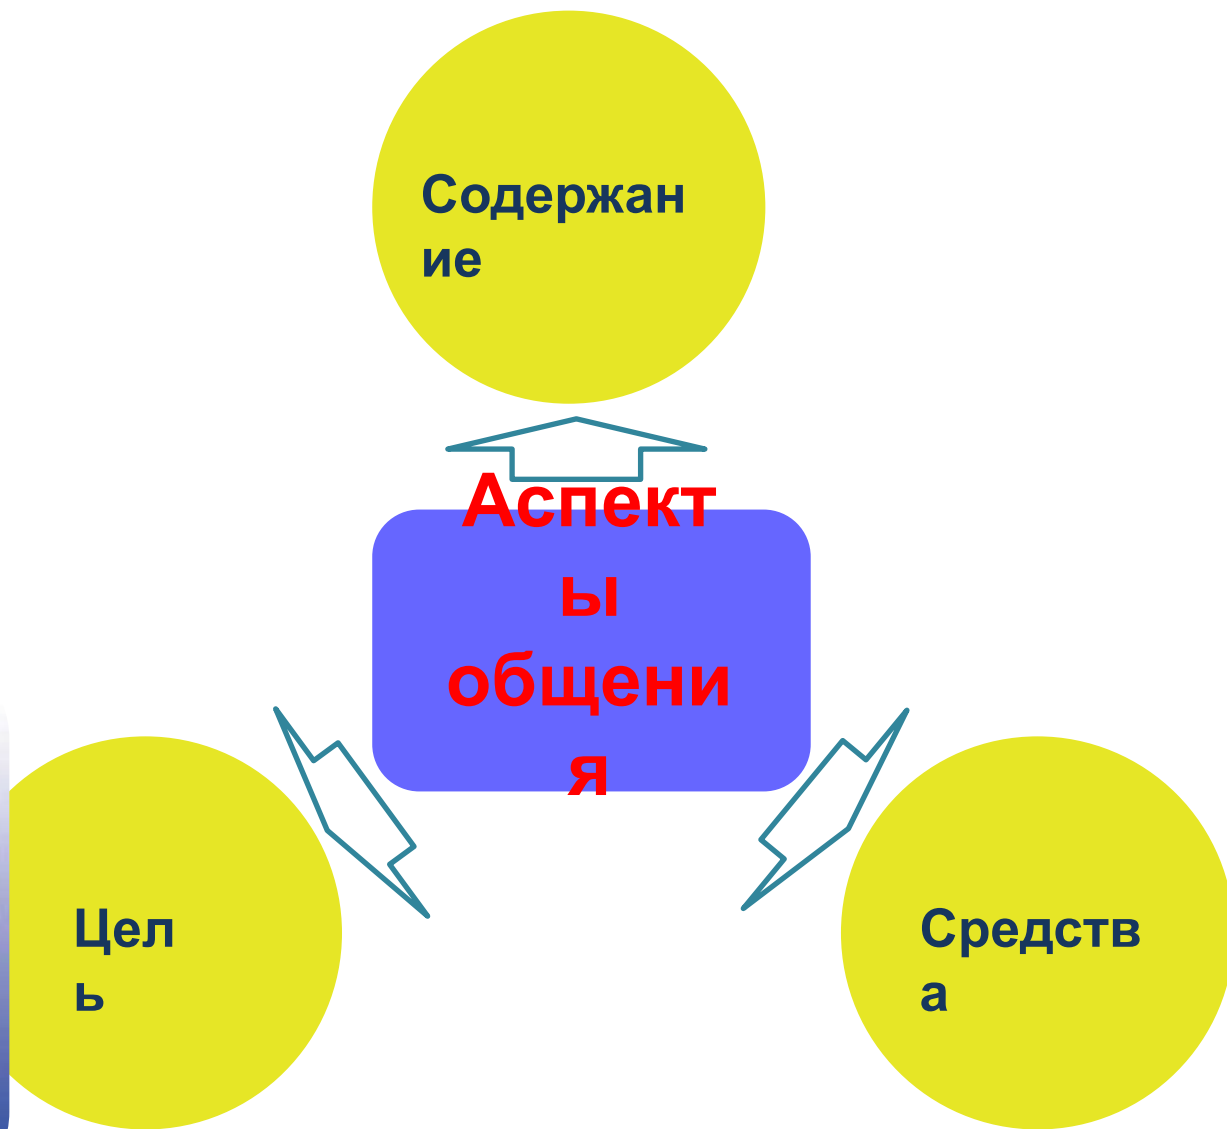 Содержан
ие
Аспект
ы
общени
я
Цел
ь
Средств
а